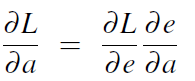 ∂L/∂a = ∂L/∂e ∂e/∂a